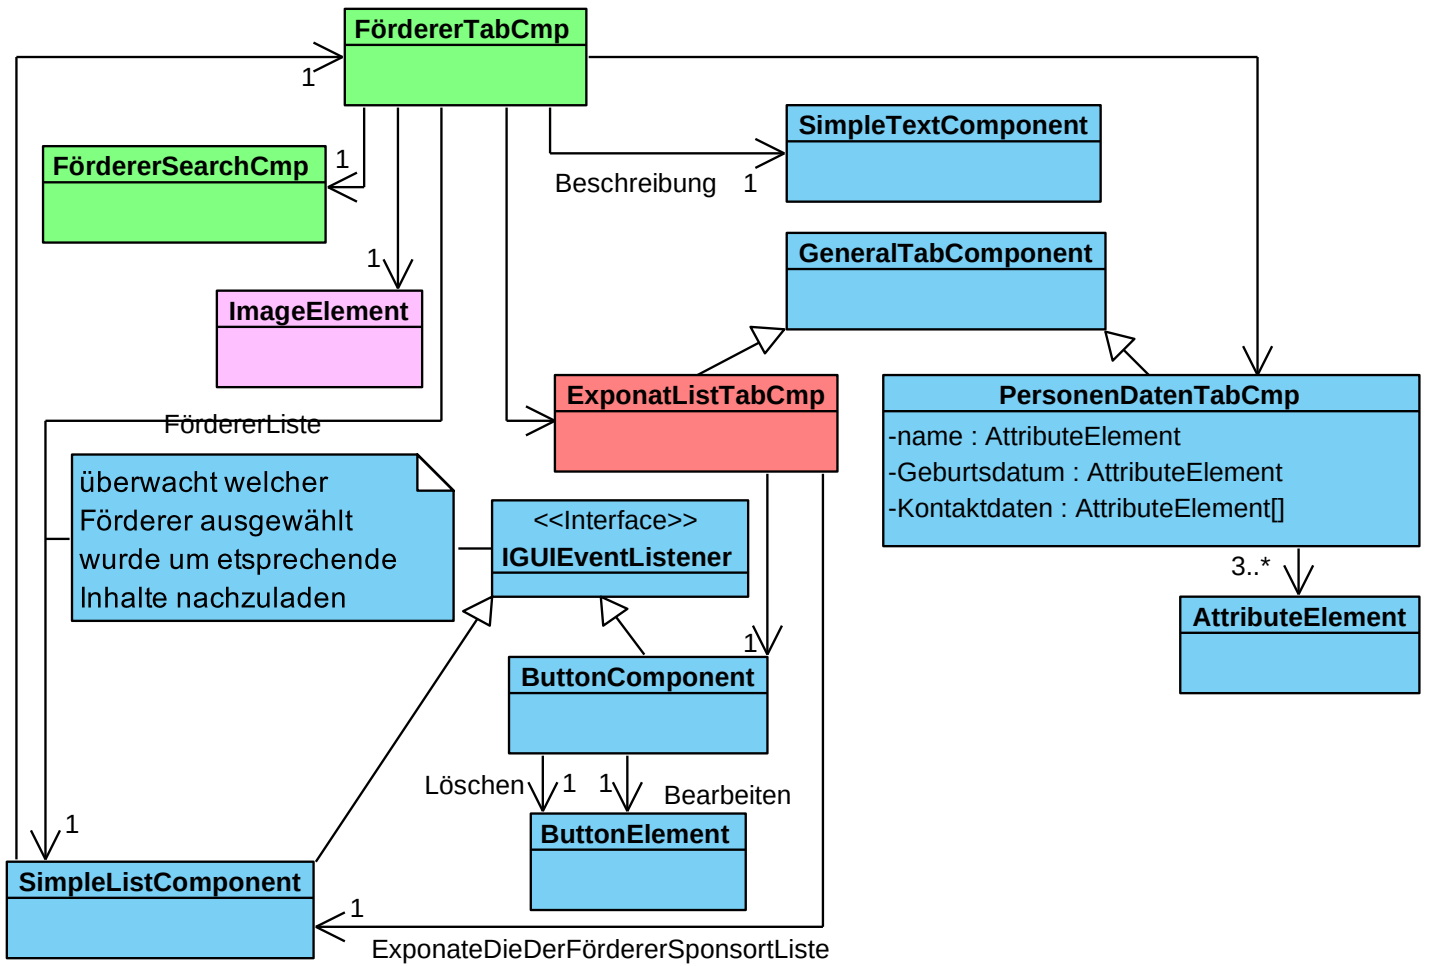 FördererTabCmp
1
SimpleTextComponent
FördererSearchCmp
1
Beschreibung 1
GeneralTabComponent
1
ImageElement
ExponatListTabCmp
PersonenDatenTabCmp
-name : AttributeElement
-Geburtsdatum : AttributeElement
-Kontaktdaten : AttributeElement[]
FördererListe
überwacht welcher
Förderer ausgewählt
wurde um etsprechende
Inhalte nachzuladen
<<Interface>>
IGUIEventListener
3..*
AttributeElement
1
ButtonComponent
Löschen 1
1 Bearbeiten
ButtonElement
1
SimpleListComponent
1
ExponateDieDerFördererSponsortListe